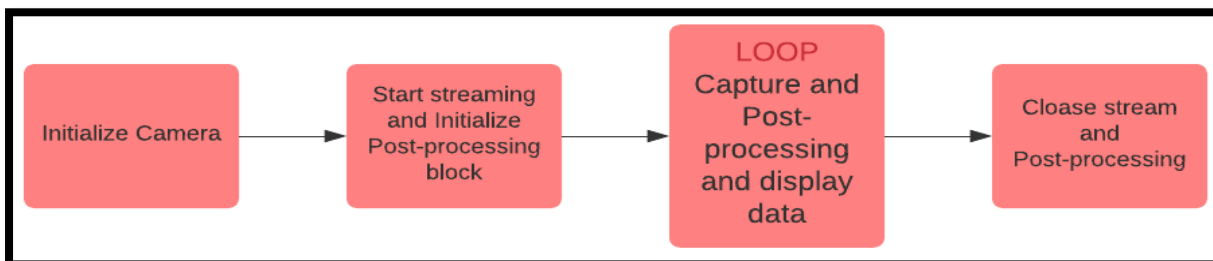 Initialize Camera
Start streaming
and Initialize
Post-processing
block
LOOP
Capture and
Post-
processing
and display
data
Cloase stream
and
Post-processing